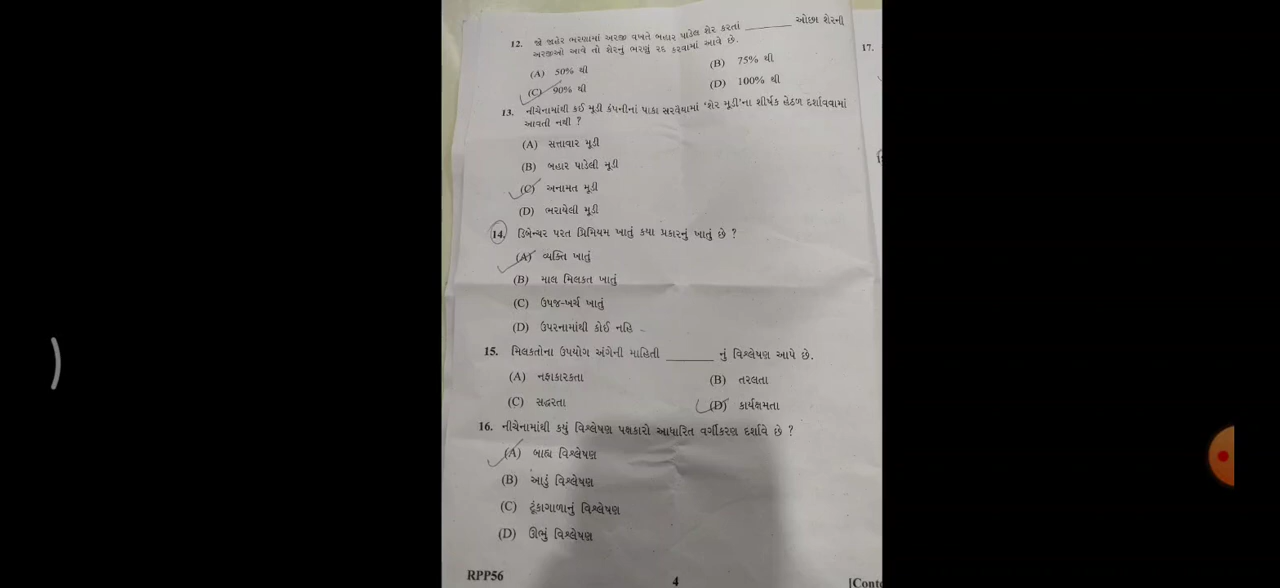 12. જો જાહેર ભરણામાં અરજી વખતે બહાર પાડેલ શેર કરતાં ________ ઓછા શેરની
અરજીઓ આવે તો શેરનું ભરણું રદ કરવામાં આવે છે.
(A) 50% થી (B) 75% થી
(C) 90% થી (D) 100% થી
13. નીચેનામાંથી કઈ મૂડી કંપનીનાં પાકા સરવૈયામાં ‘શેર મૂડી’ના શીર્ષક હેઠળ દર્શાવવામાં
આવતી નથી ?
(A) સત્તાવાર મૂડી
(B) બહાર પાડેલી મૂડી
(C) અનામત મૂડી
(D) ભરાયેલી મૂડી
14. ડિબેન્ચર પરત પ્રિમિયમ ખાતું કયા પ્રકારનું ખાતું છે ?
(A) વ્યક્તિ ખાતું
(B) માલ મિલકત ખાતું
(C) ઉપજ-ખર્ચ ખાતું
(D) ઉપરનામાંથી કોઈ નહિ
15. મિલકતોના ઉપયોગ અંગેની માહિતી ________ નું વિશ્લેષણ આપે છે.
(A) નફાકારકતા (B) તરલતા
(C) સદ્ધરતા (D) કાર્યક્ષમતા
16. નીચેનામાંથી કયું વિશ્લેષણ પક્ષકારો આધારિત વર્ગીકરણ દર્શાવે છે ?
(A) બાહ્ય વિશ્લેષણ
(B) આડું વિશ્લેષણ
(C) ટૂંકાગાળાનું વિશ્લેષણ
(D) ઊભું વિશ્લેષણ
RPP56 4 [Cont
17.